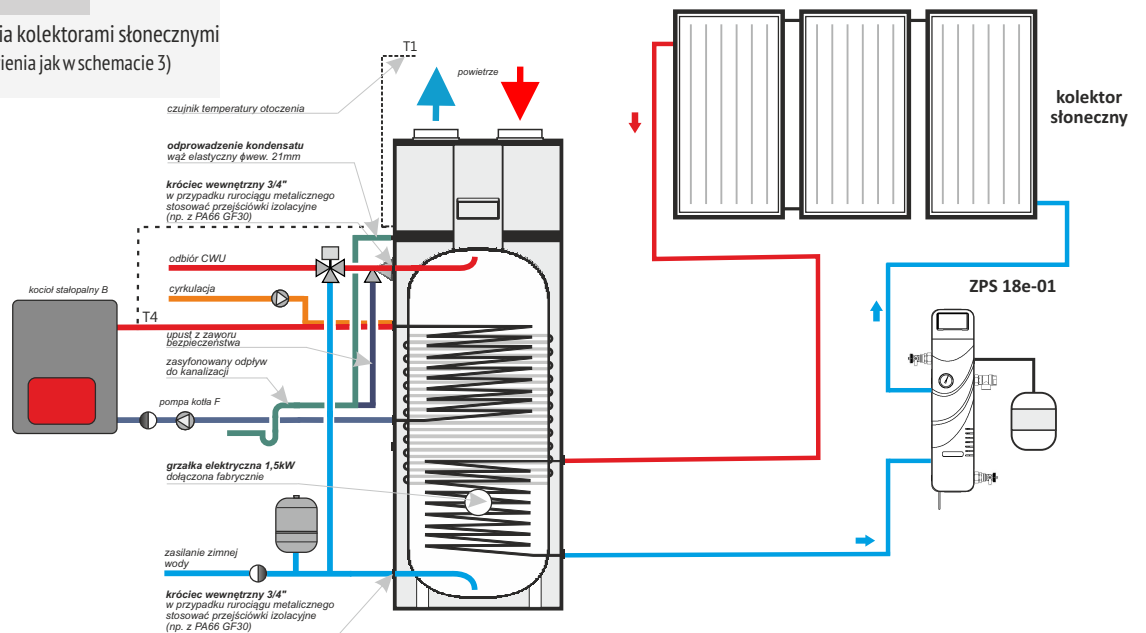 ia kolektorami słonecznymi
ienia jak w schemacie 3)
T1
powietrze
czujnik temperatury otoczenia
kolektor
słoneczny
odprowadzenie kondensatu
wąż elastyczny ϕwew. 21mm
króciec wewnętrzny 3/4"
w przypadku rurociągu metalicznego
stosować przejściówki izolacyjne
(np. z PA66 GF30)
odbiór CWU
kocioł stałopalny B
cyrkulacja
ZPS 18e-01
T4
upust z zaworu
bezpieczeństwa
zasyfonowany odpływ
do kanalizacji
pompa kotła F
grzałka elektryczna 1,5kW
dołączona fabrycznie
zasilanie zimnej
wody
króciec wewnętrzny 3/4"
w przypadku rurociągu metalicznego
stosować przejściówki izolacyjne
(np. z PA66 GF30)